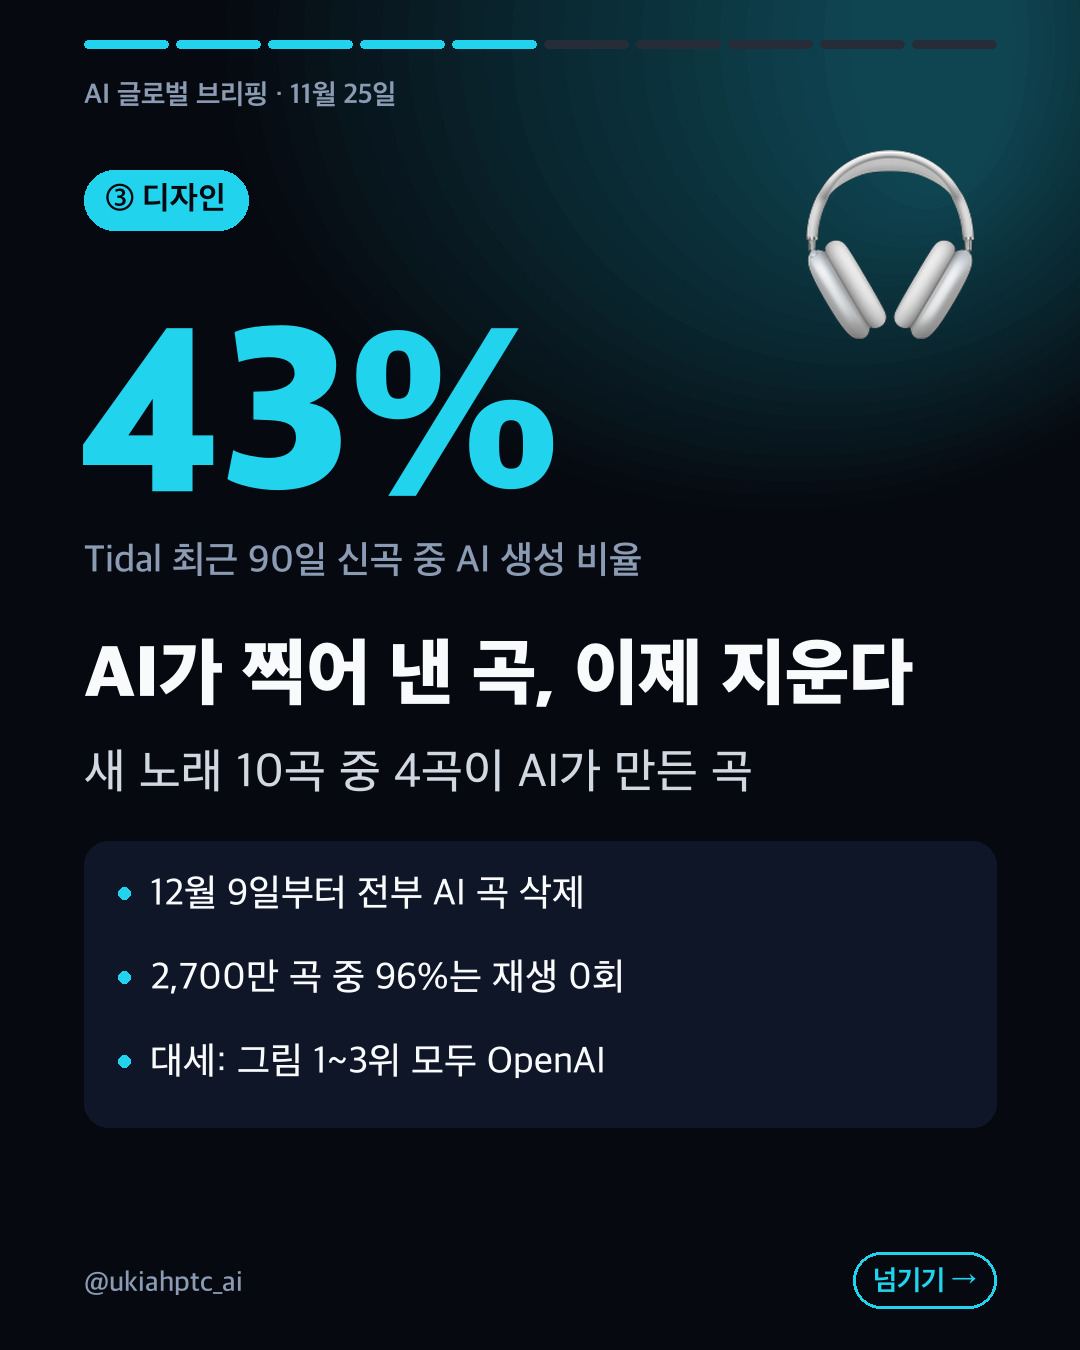 AI 글로벌 브리핑 · 11월 25일
③ 디자인
43%
Tidal 최근 90일 신곡 중 AI 생성 비율
AI가 찍어 낸 곡, 이제 지운다
새 노래 10곡 중 4곡이 AI가 만든 곡
• 12월 9일부터 전부 AI 곡 삭제
• 2,700만 곡 중 96%는 재생 0회
• 대세: 그림 1~3위 모두 OpenAI
@ukiahptc_ai
넘기기 →